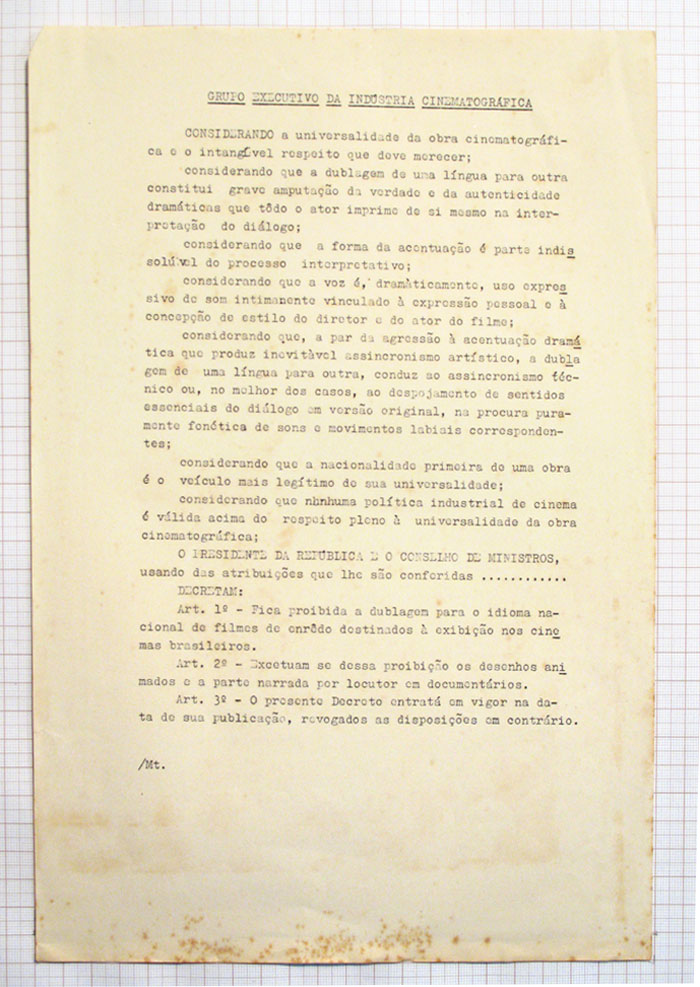 GRUPO EXECUTIVO DA INDÚSTRIA CINEMATOGRÁFICA
CONSIDERANDO a universalidade da obra cinematográfi-
ca e o intangível respeito que deve merecer;
considerando que a dublagem de uma língua para outra
constitui grave amputação da verdade e da autenticidade
dramáticas que tôdo o ator imprime de si mesmo na inter-
pretação do diálogo;
considerando que a forma da acentuação é parte indis
solúvel do processo interpretativo;
considerando que a voz é, dramàticamente, uso expres
sivo de som intimamente vinculado à expressão pessoal e à
concepção de estilo do diretor e do ator do filme;
considerando que, a par da agressão à acentuação dramá
tica que produz inevitável assincronismo artístico, a dubla
gem de uma língua para outra, conduz ao assincronismo téc-
nico ou, no melhor dos casos, ao despojamento de sentidos
essenciais do diálogo em versão original, na procura pura-
mente fonética de sons e movimentos labiais corresponden-
tes;
considerando que a nacionalidade primeira de uma obra
é o veículo mais legítimo de sua universalidade;
considerando que nhnhuma política industrial de cinema
é válida acima do respeito pleno à universalidade da obra
cinematográfica;
O PRESIDENTE DA REPÚBLICA E O CONSELHO DE MINISTROS,
usando das atribuições que lhe são conferidas ............
DECRETAM:
Art. 1º - Fica proibida a dublagem para o idioma na-
cional de filmes de enrêdo destinados à exibição nos cine
mas brasileiros.
Art. 2º - Excetuam se dessa proibição os desenhos ani
mados e a parte narrada por locutor em documentários.
Art. 3º - O presente Decreto entratá em vigor na da-
ta de sua publicação, revogados as disposições em contrário.
/Mt.